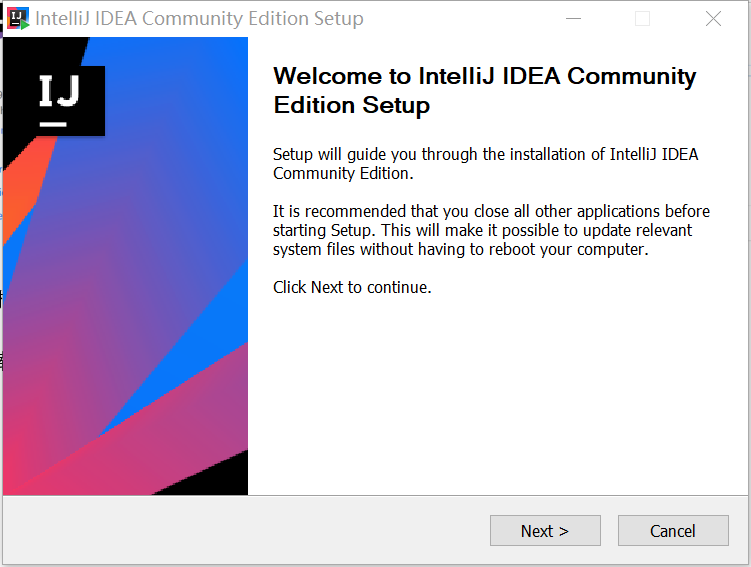 IntelliJ IDEA Community Edition Setup
IJ
Welcome to IntelliJ IDEA Community
Edition Setup
Setup will guide you through the installation of IntelliJ IDEA
Community Edition.
It is recommended that you close all other applications before
starting Setup. This will make it possible to update relevant
system files without having to reboot your computer.
Click Next to continue.
Next >
Cancel